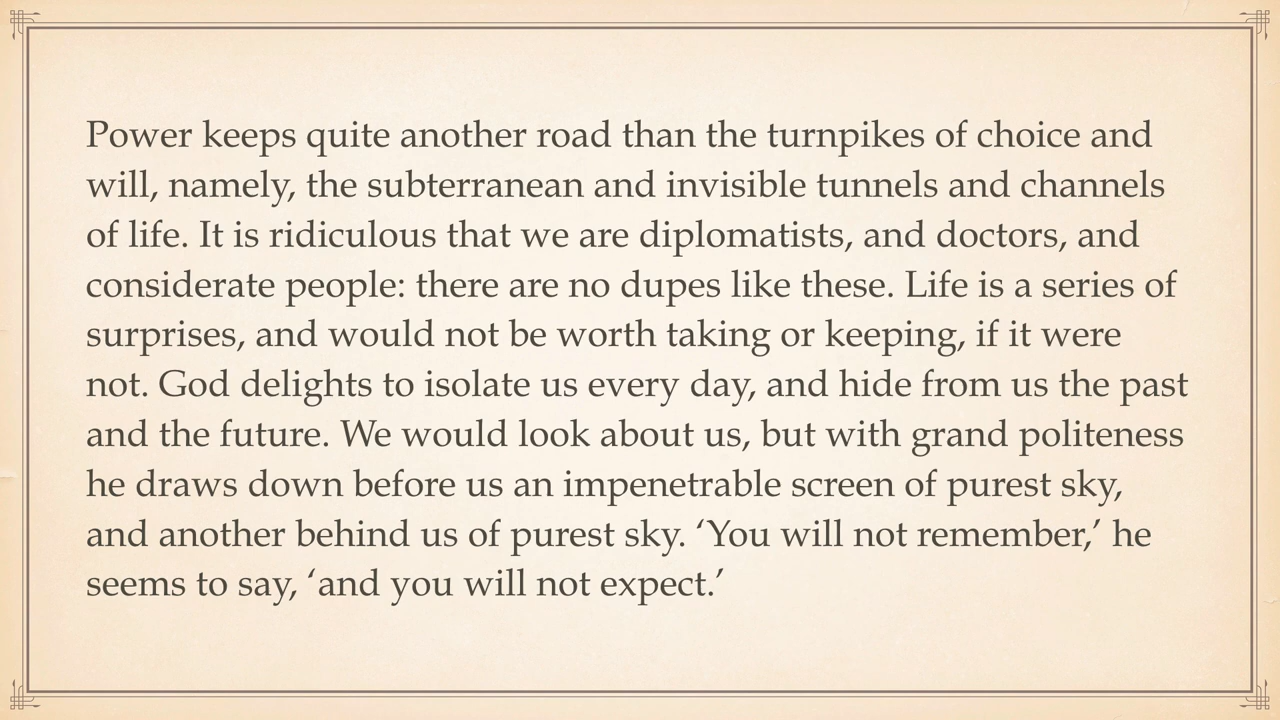 Power keeps quite another road than the turnpikes of choice and
will, namely, the subterranean and invisible tunnels and channels
of life. It is ridiculous that we are diplomatists, and doctors, and
considerate people: there are no dupes like these. Life is a series of
surprises, and would not be worth taking or keeping, if it were
not. God delights to isolate us every day, and hide from us the past
and the future. We would look about us, but with grand politeness
he draws down before us an impenetrable screen of purest sky,
and another behind us of purest sky. ‘You will not remember,’ he
seems to say, ‘and you will not expect.’